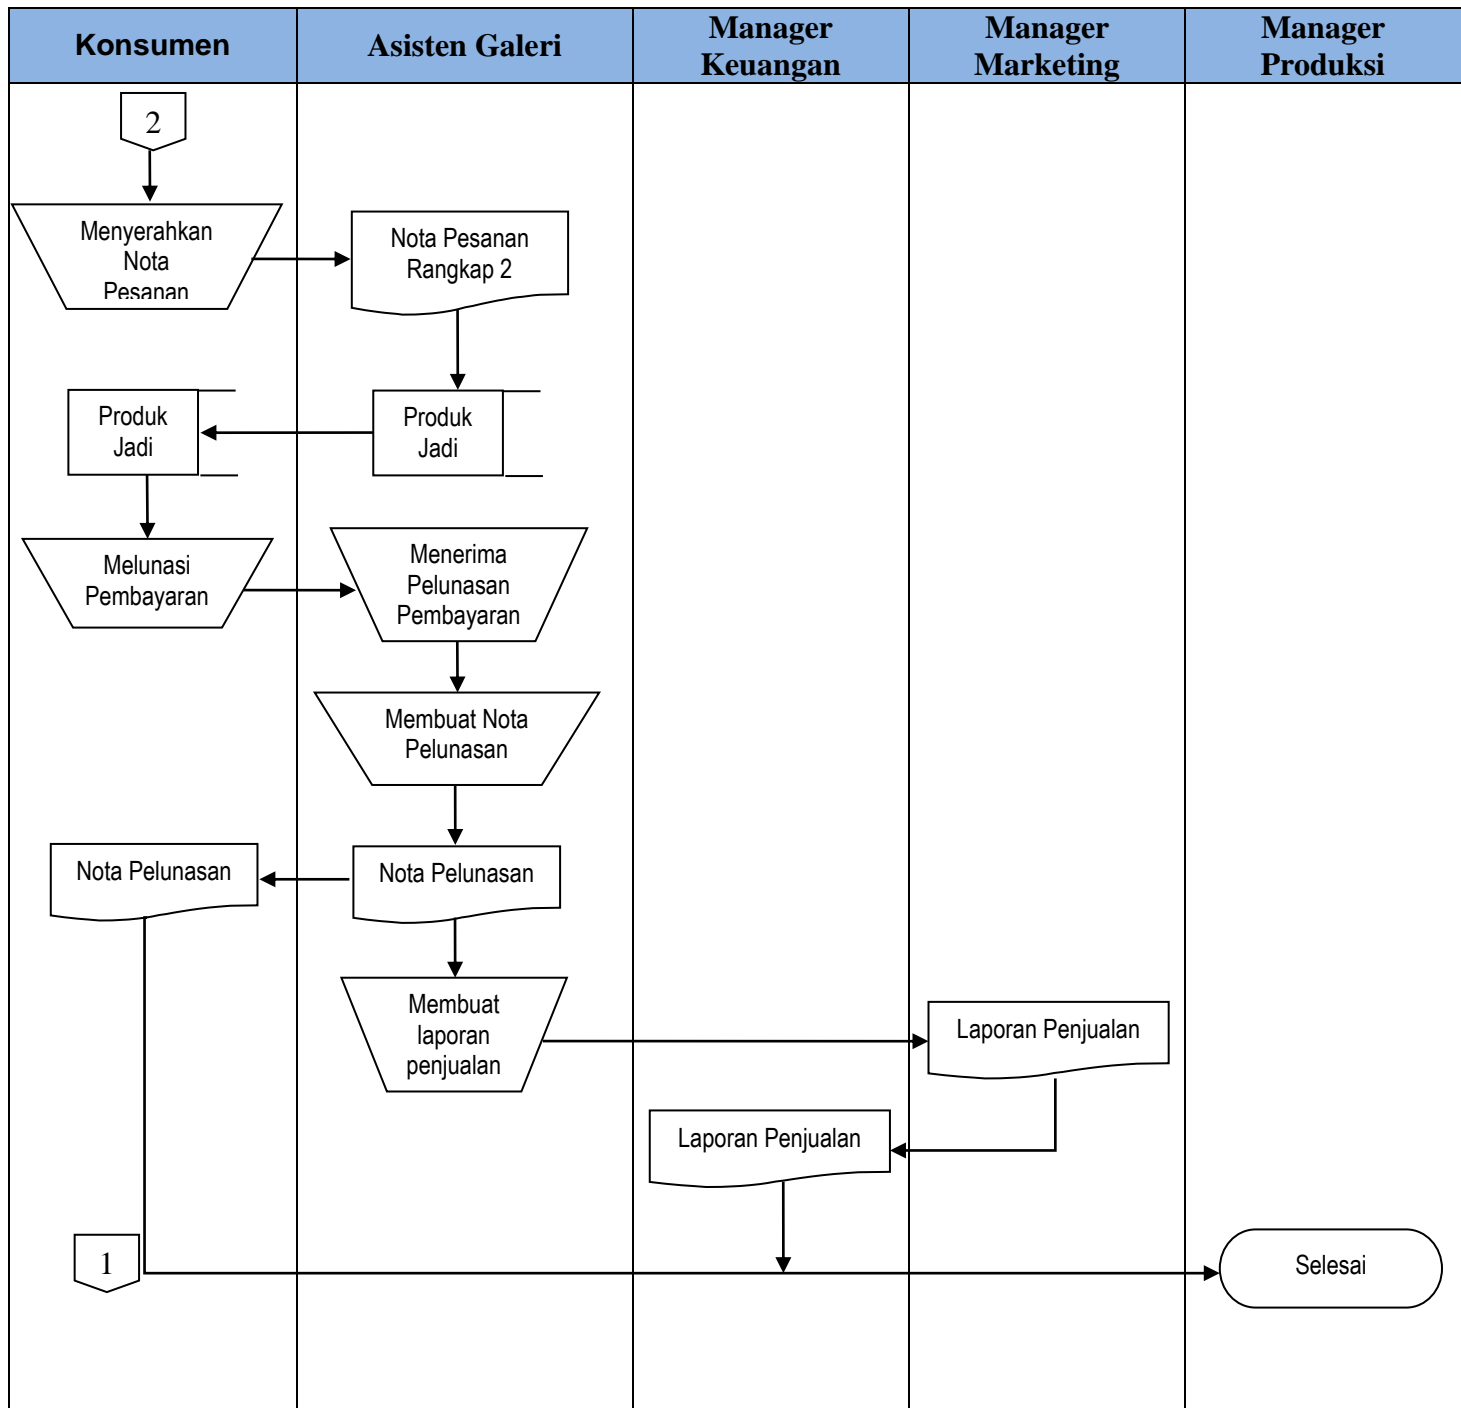 Konsumen
Asisten Galeri
Manager
Keuangan
Manager
Marketing
Manager
Produksi
2
Menyerahkan
Nota
Pesanan
Nota Pesanan
Rangkap 2
Produk
Jadi
Produk
Jadi
Melunasi
Pembayaran
Menerima
Pelunasan
Pembayaran
Membuat Nota
Pelunasan
Nota Pelunasan
Nota Pelunasan
Membuat
laporan
penjualan
Laporan Penjualan
Laporan Penjualan
1
Selesai